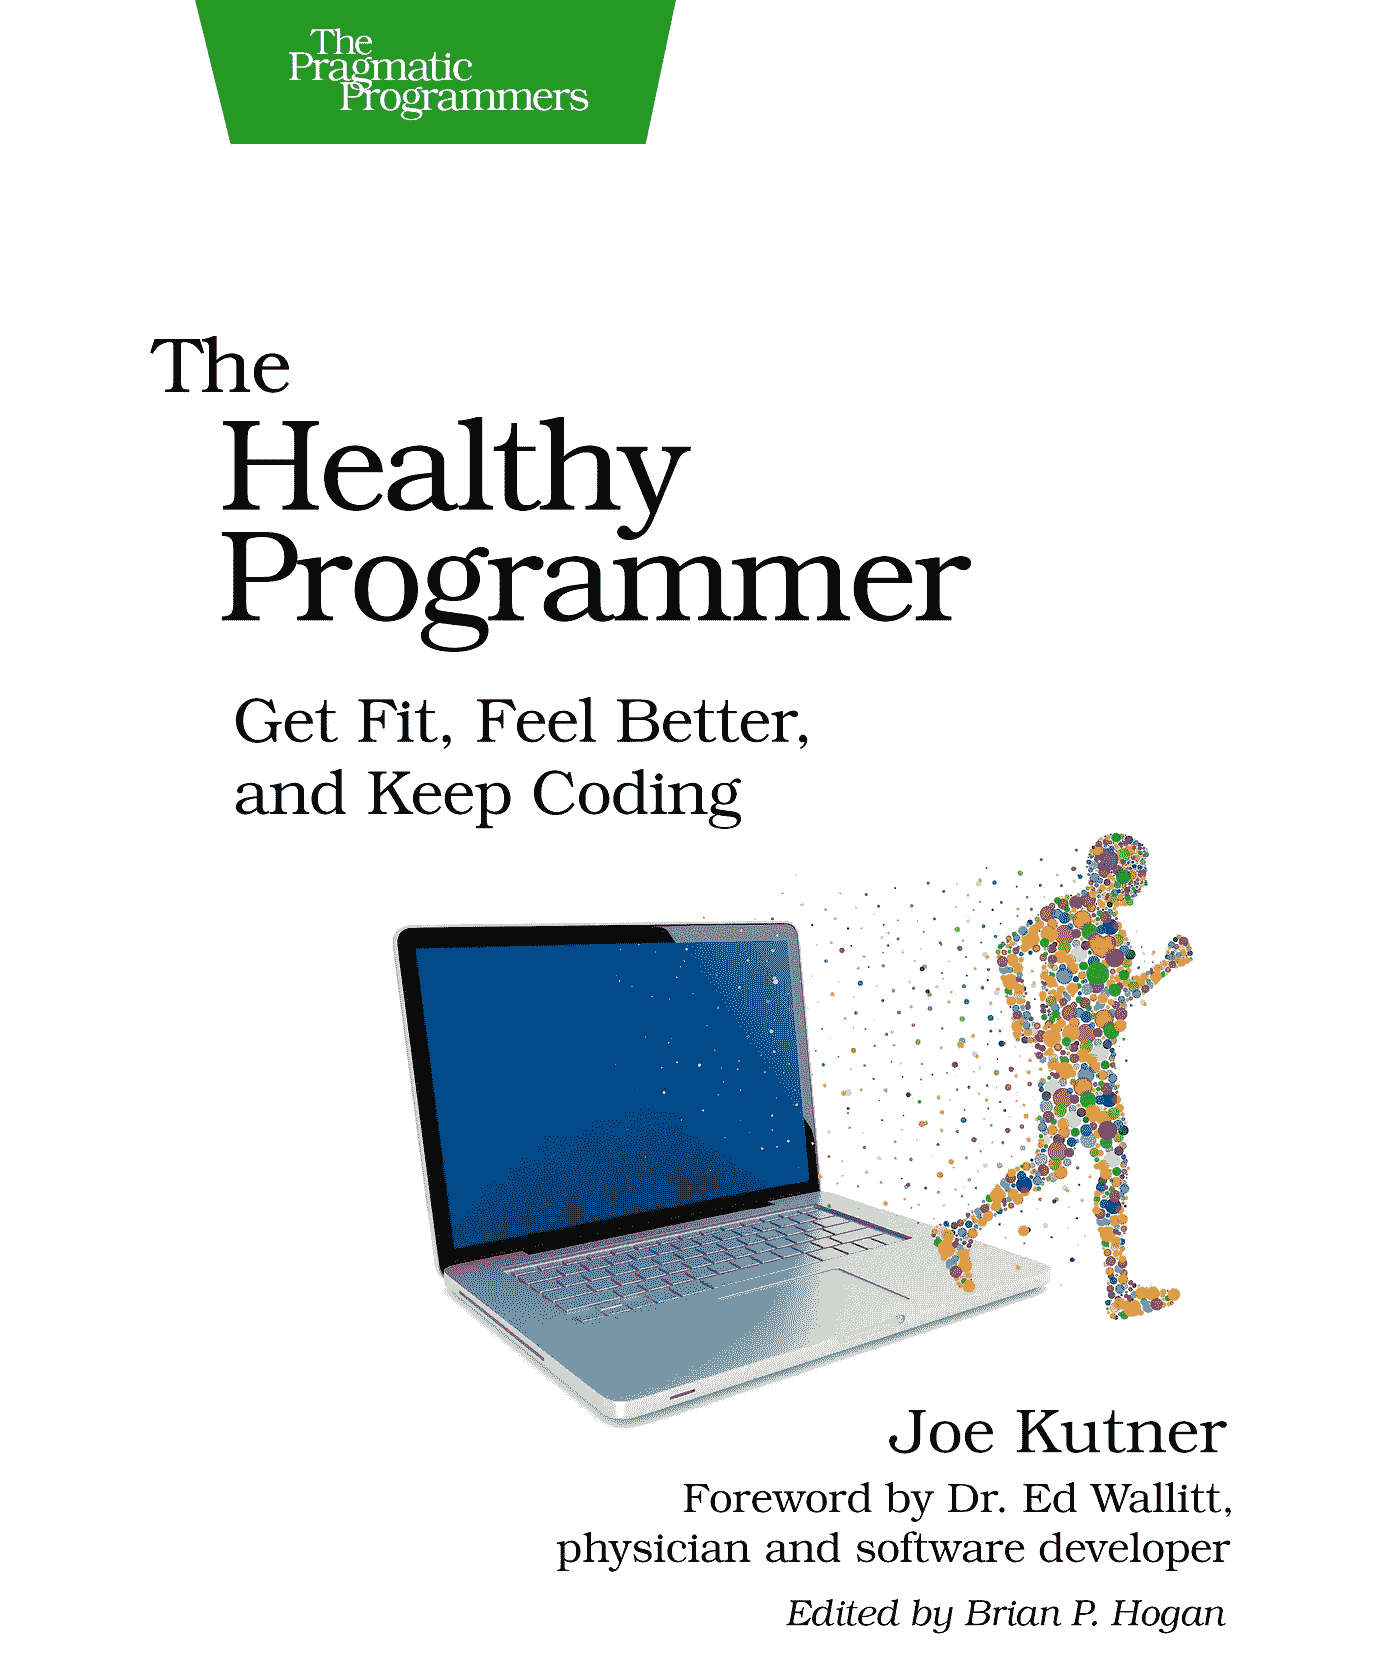 The
Pragmatic
Programmers
The
Healthy
Programmer
Get Fit, Feel Better,
and Keep Coding
Joe Kutner
Foreword by Dr. Ed Wallitt,
physician and software developer
Edited by Brian P. Hogan